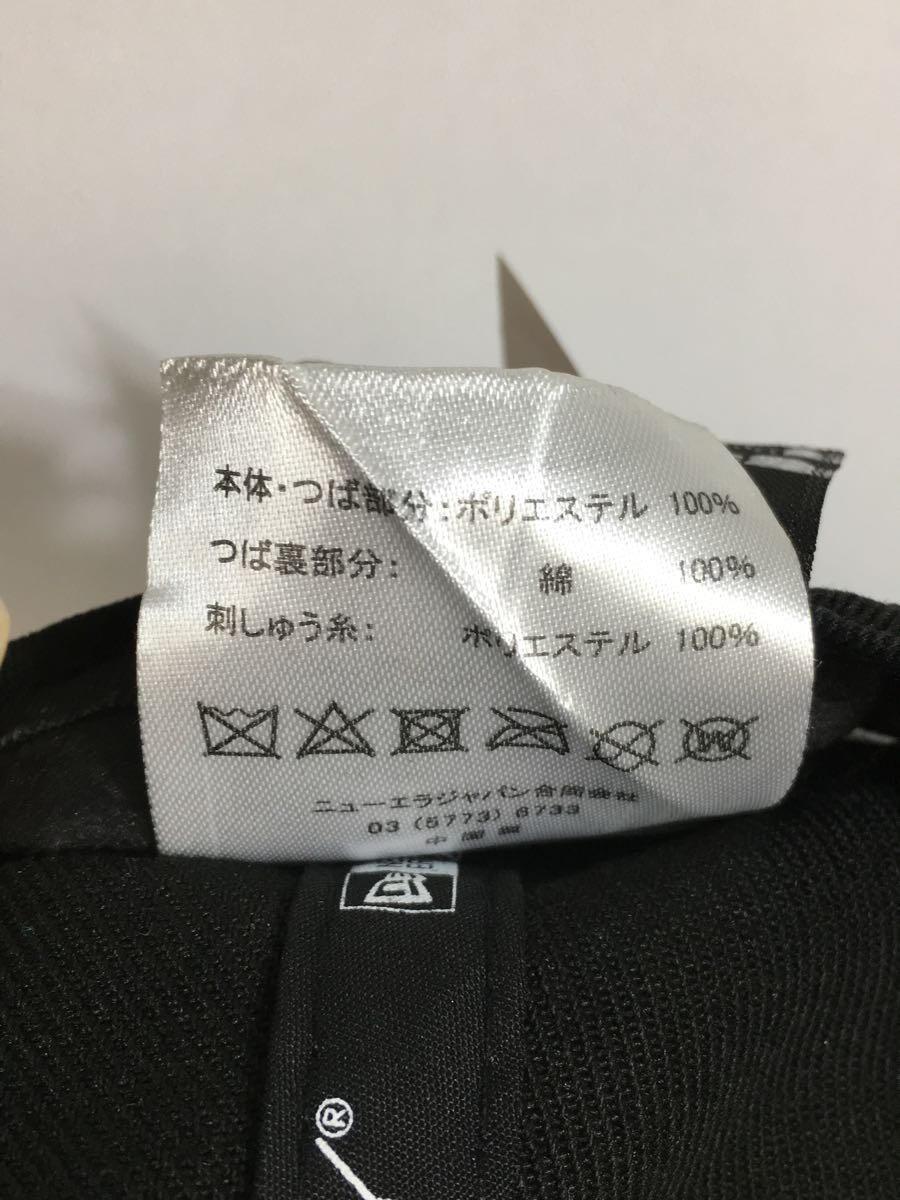 本体・つば部分:ポリエステル 100%
つば裏部分: 綿 100%
刺しゅう糸: ポリエステル 100%
ニューエラジャパン合同会社
03 (5773) 6733
中国製
®